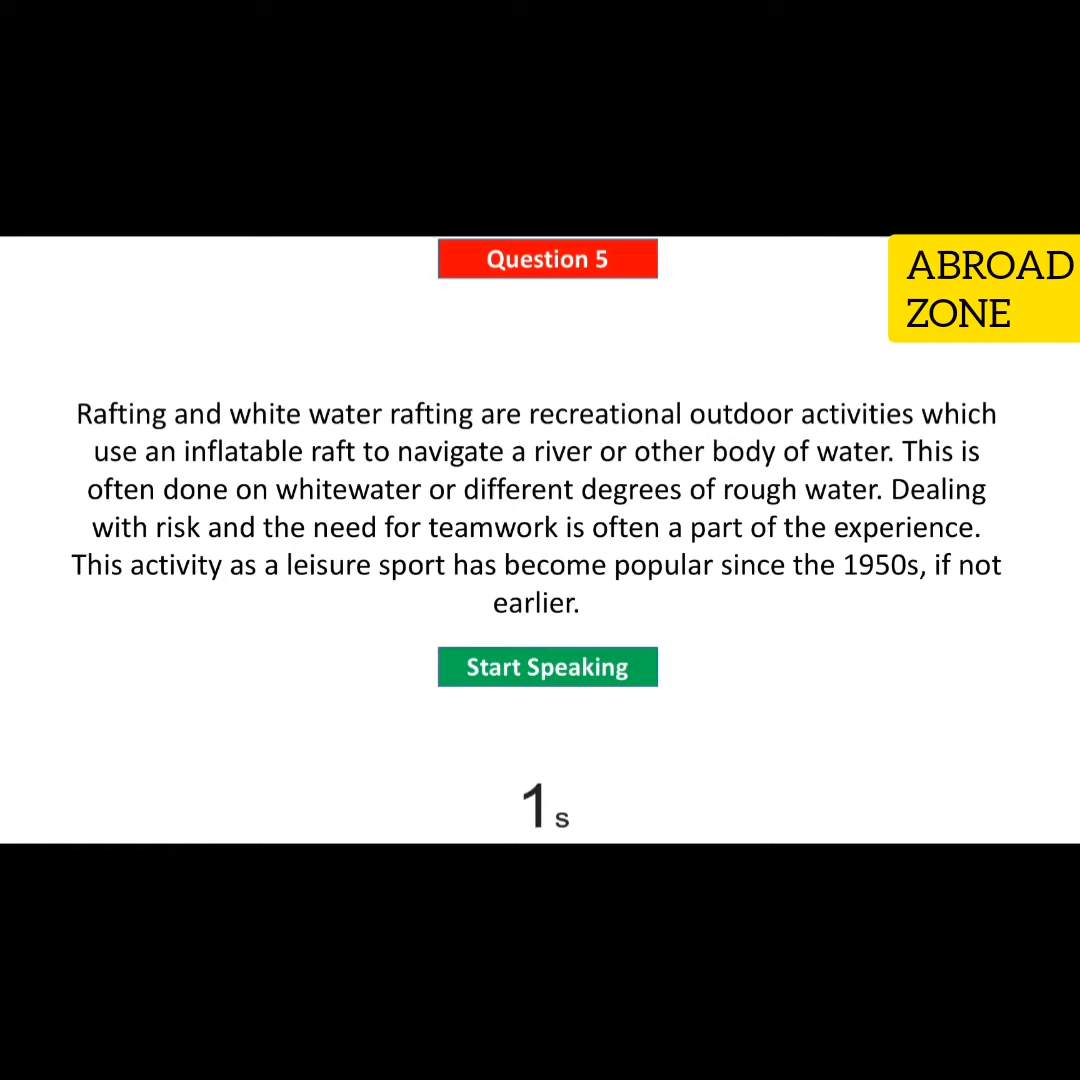 Question 5
ABROAD
ZONE
Rafting and white water rafting are recreational outdoor activities which
use an inflatable raft to navigate a river or other body of water. This is
often done on whitewater or different degrees of rough water. Dealing
with risk and the need for teamwork is often a part of the experience.
This activity as a leisure sport has become popular since the 1950s, if not
earlier.
Start Speaking
1 s